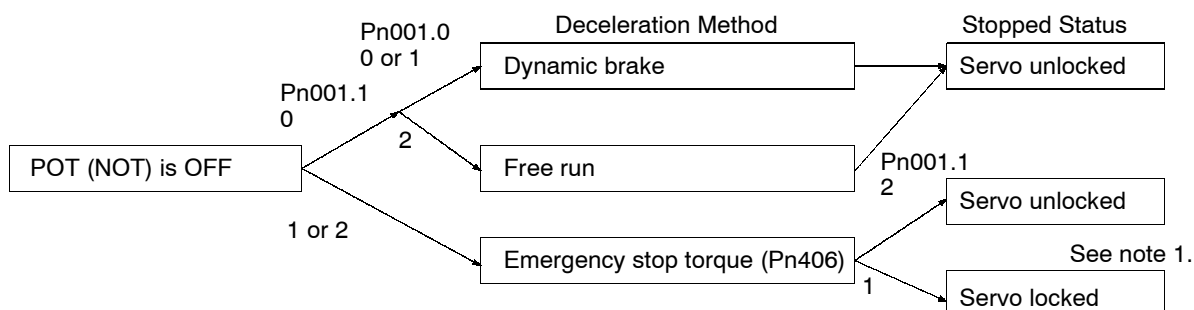 Deceleration Method
Stopped Status
Pn001.0
0 or 1
Dynamic brake
Servo unlocked
Pn001.1
0
2
POT (NOT) is OFF
Free run
Pn001.1
2
Servo unlocked
1 or 2
Emergency stop torque (Pn406)
See note 1.
1
Servo locked